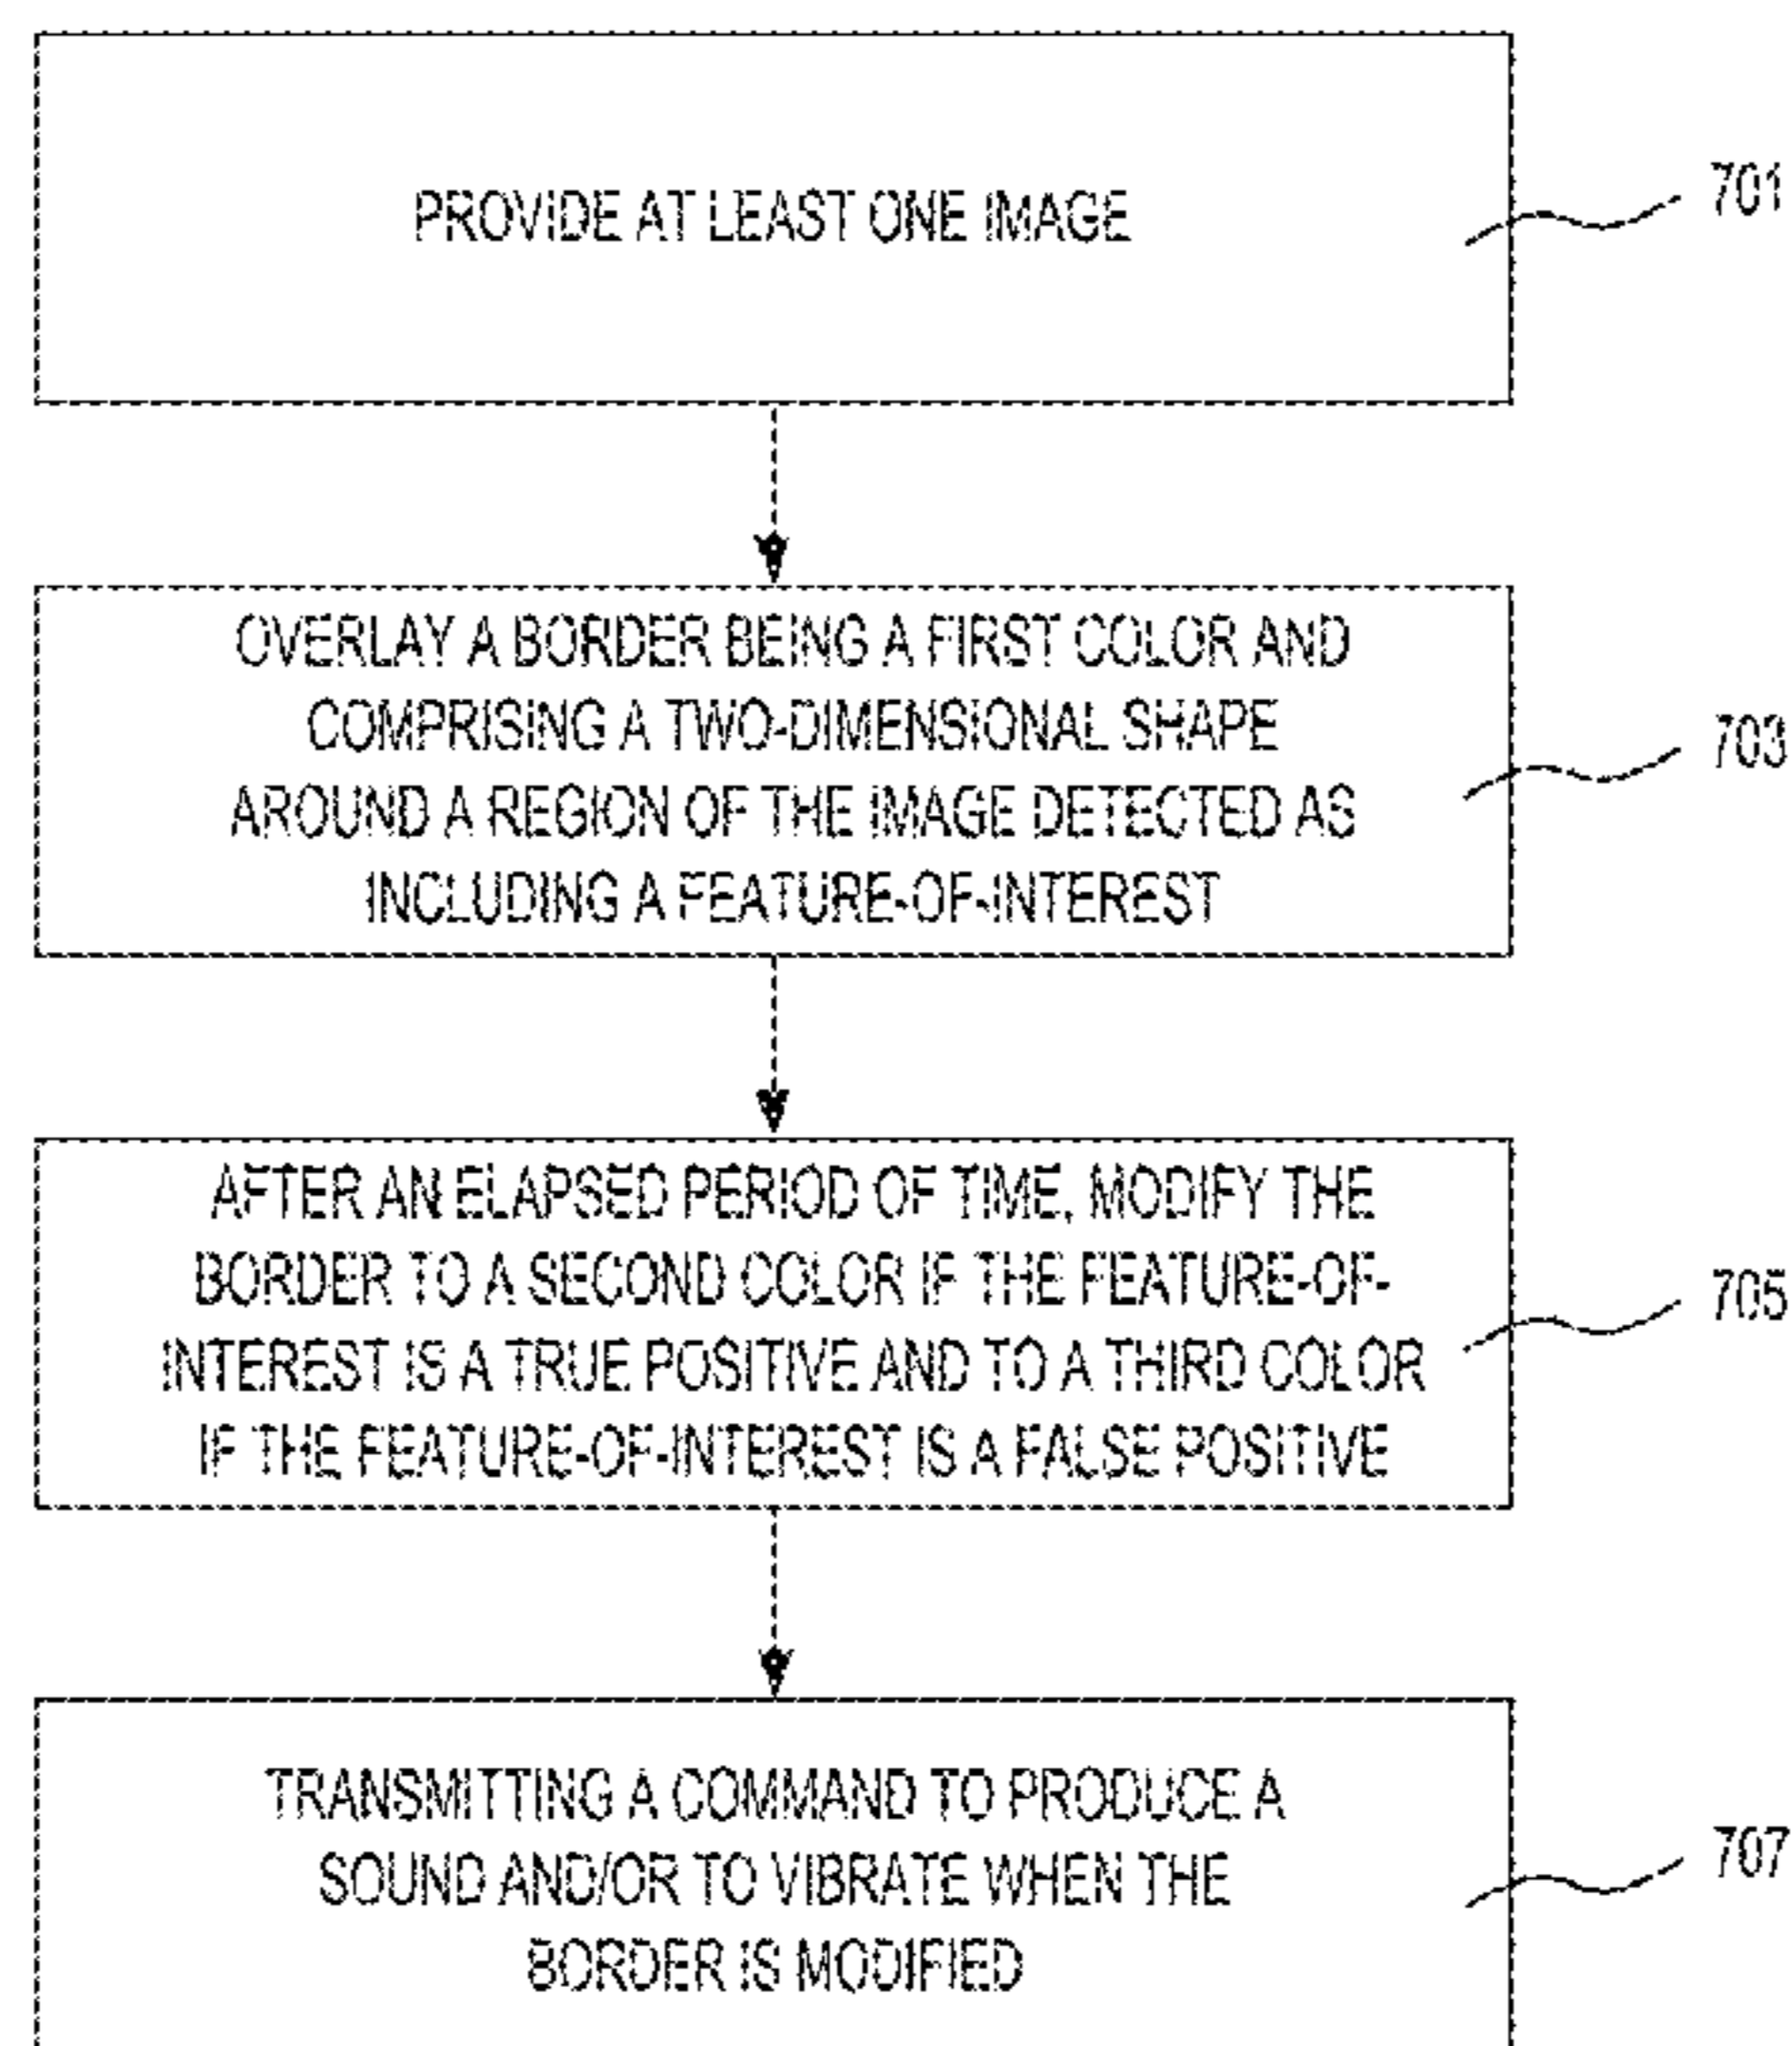 PROVIDE AT LEAST ONE IMAGE
701
OVERLAY A BORDER BEING A FIRST COLOR AND
COMPRISING A TWO-DIMENSIONAL SHAPE
AROUND A REGION OF THE IMAGE DETECTED AS
INCLUDING A FEATURE-OF-INTEREST
703
AFTER AN ELAPSED PERIOD OF TIME, MODIFY THE
BORDER TO A SECOND COLOR IF THE FEATURE-OF-
INTEREST IS A TRUE POSITIVE AND TO A THIRD COLOR
IF THE FEATURE-OF-INTEREST IS A FALSE POSITIVE
705
TRANSMITTING A COMMAND TO PRODUCE A
SOUND AND/OR TO VIBRATE WHEN THE
BORDER IS MODIFIED
707